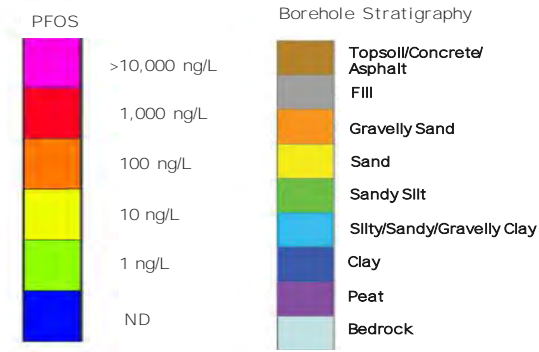 PFOS
>10,000 ng/L
1,000 ng/L
100 ng/L
10 ng/L
1 ng/L
ND
Borehole Stratigraphy
Topsoil/Concrete/
Asphalt
Fill
Gravelly Sand
Sand
Sandy Silt
Silty/Sandy/Gravelly Clay
Clay
Peat
Bedrock